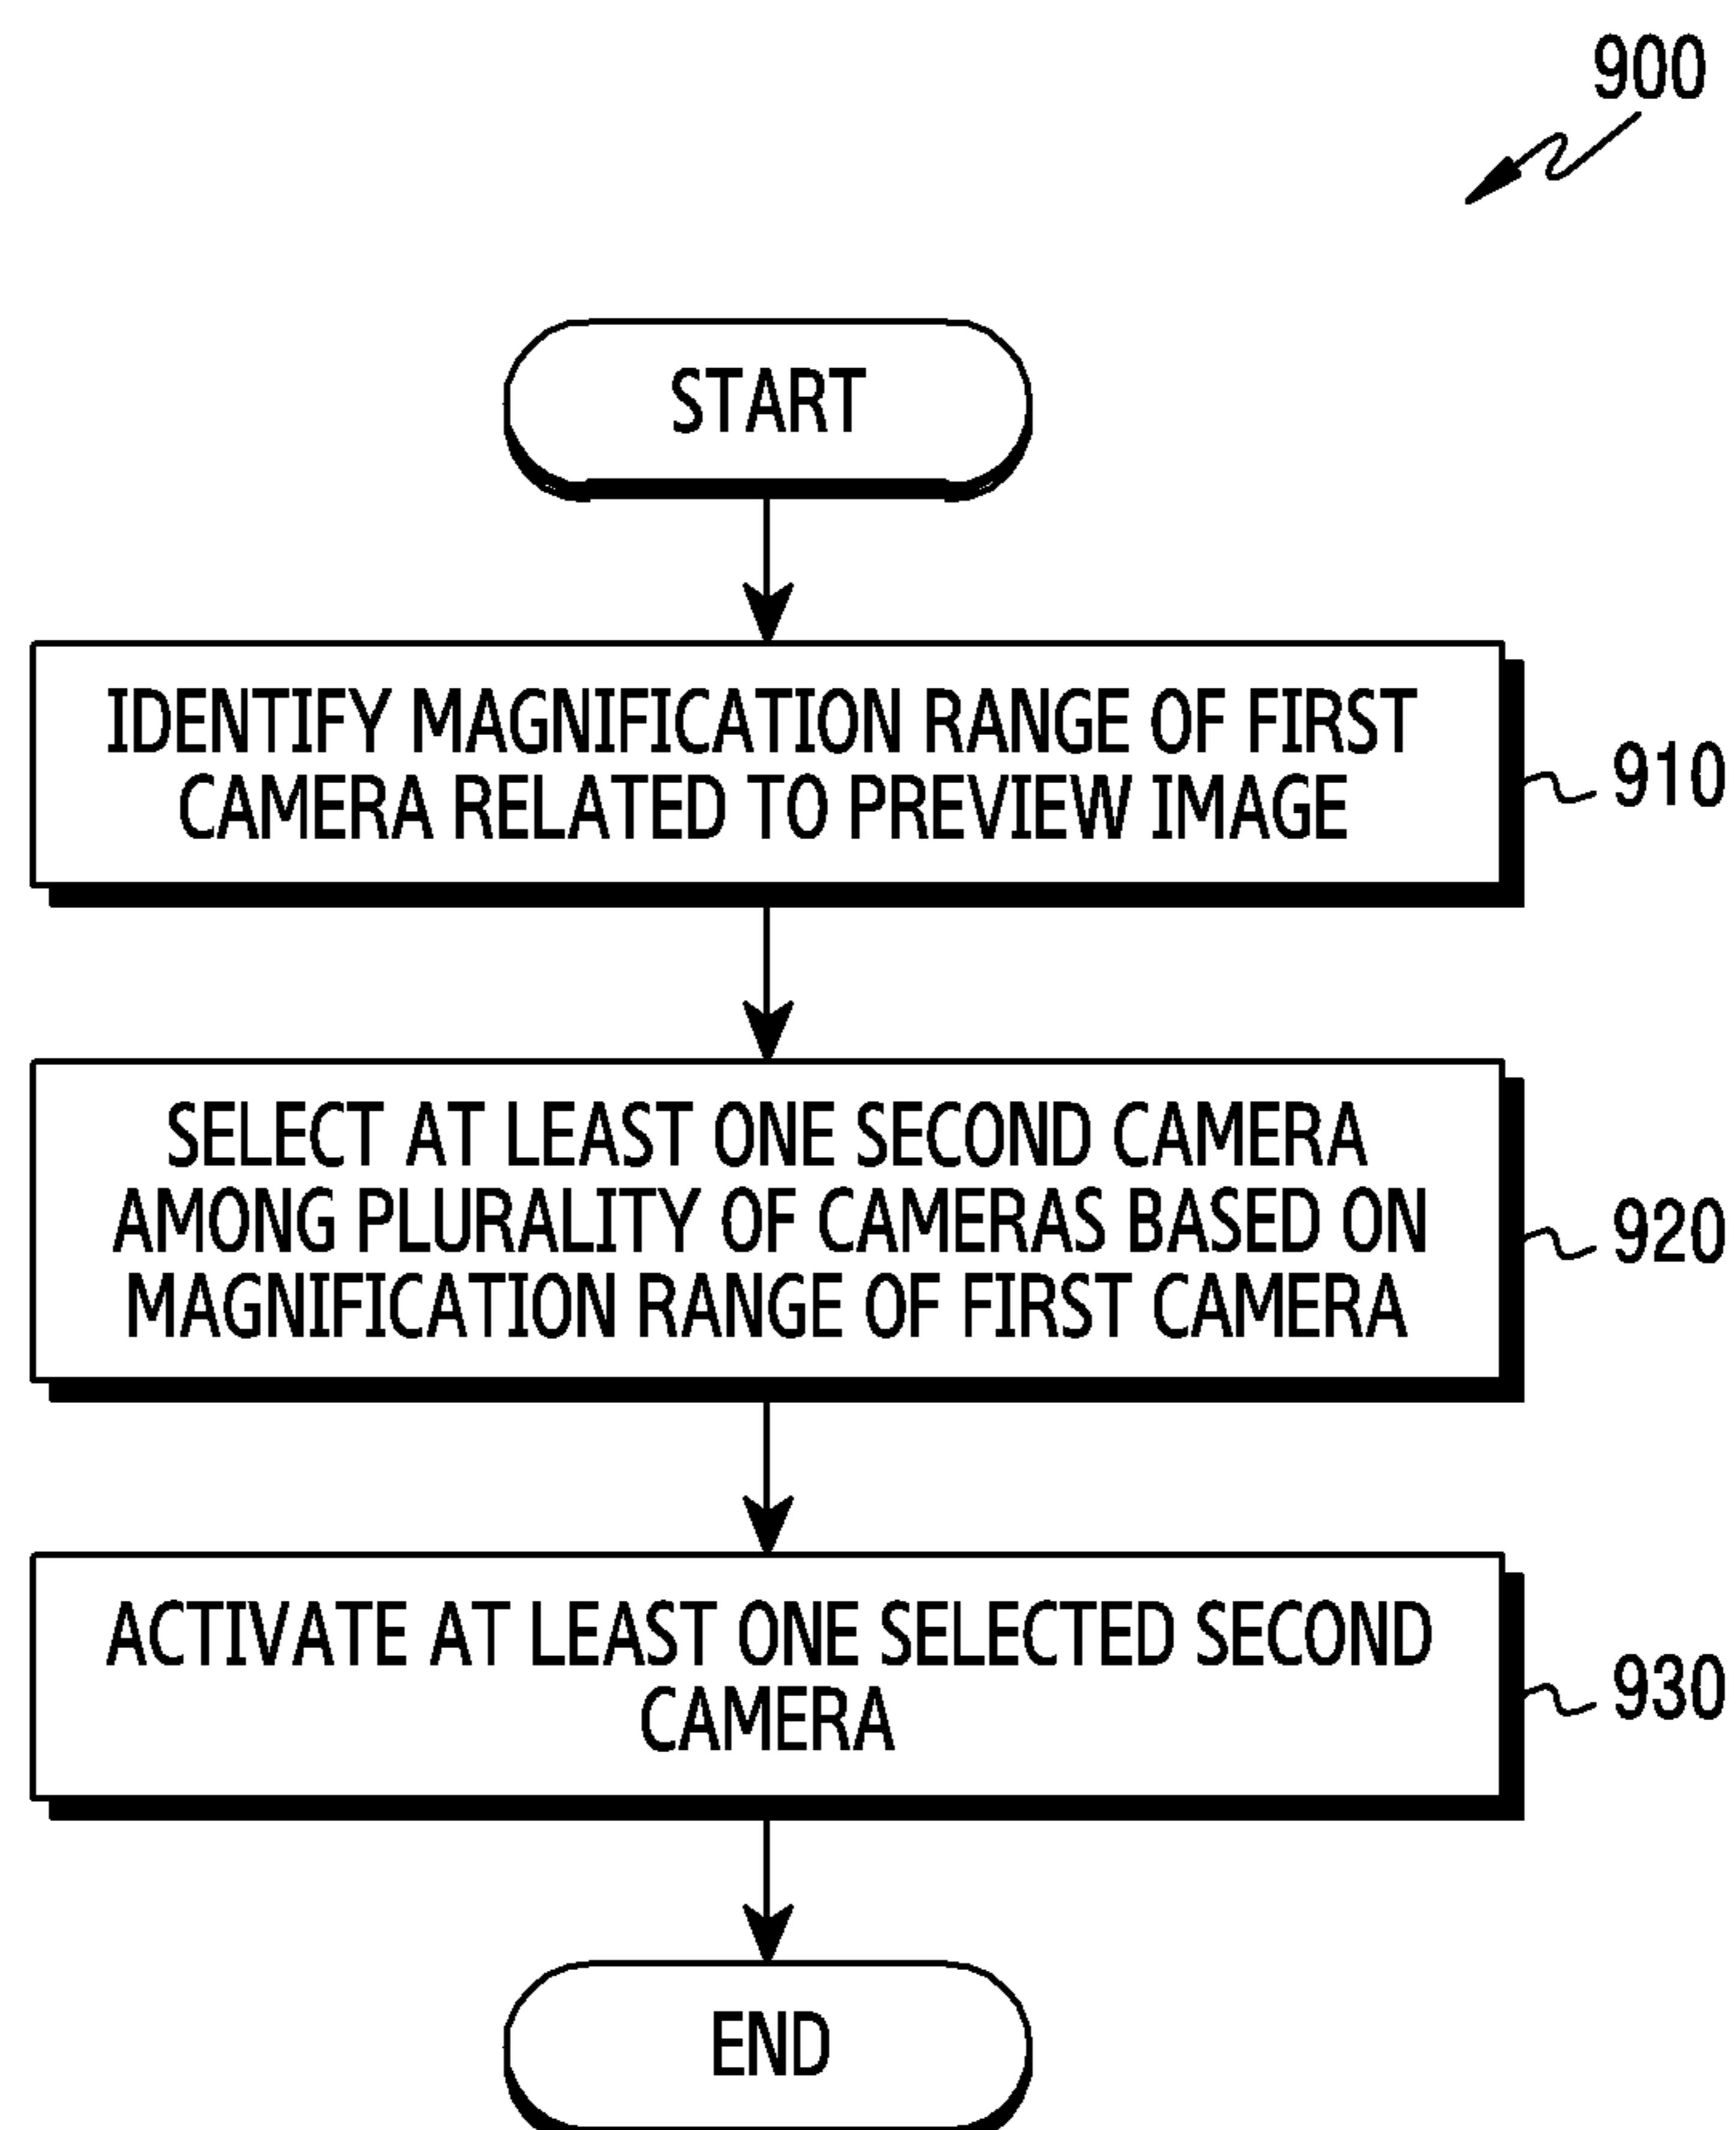 900
START
IDENTIFY MAGNIFICATION RANGE OF FIRST
CAMERA RELATED TO PREVIEW IMAGE
910
SELECT AT LEAST ONE SECOND CAMERA
AMONG PLURALITY OF CAMERAS BASED ON
MAGNIFICATION RANGE OF FIRST CAMERA
920
ACTIVATE AT LEAST ONE SELECTED SECOND
CAMERA
930
END